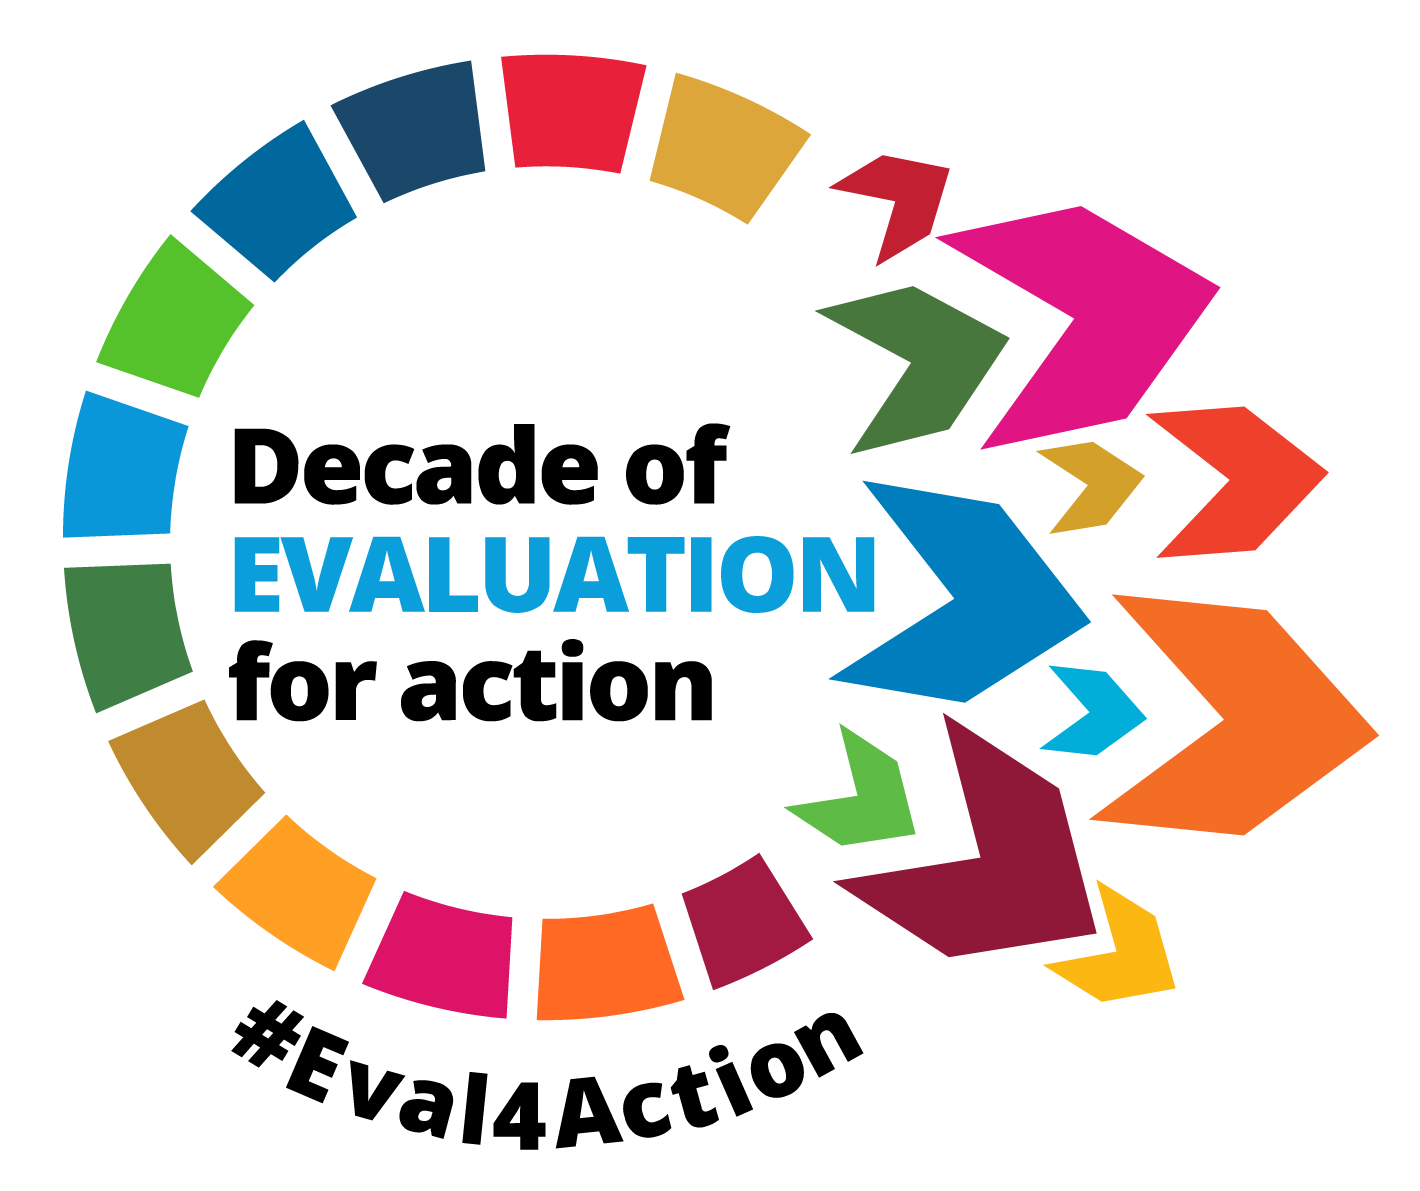 Decade of
EVALUATION
for action
#Eval4Action